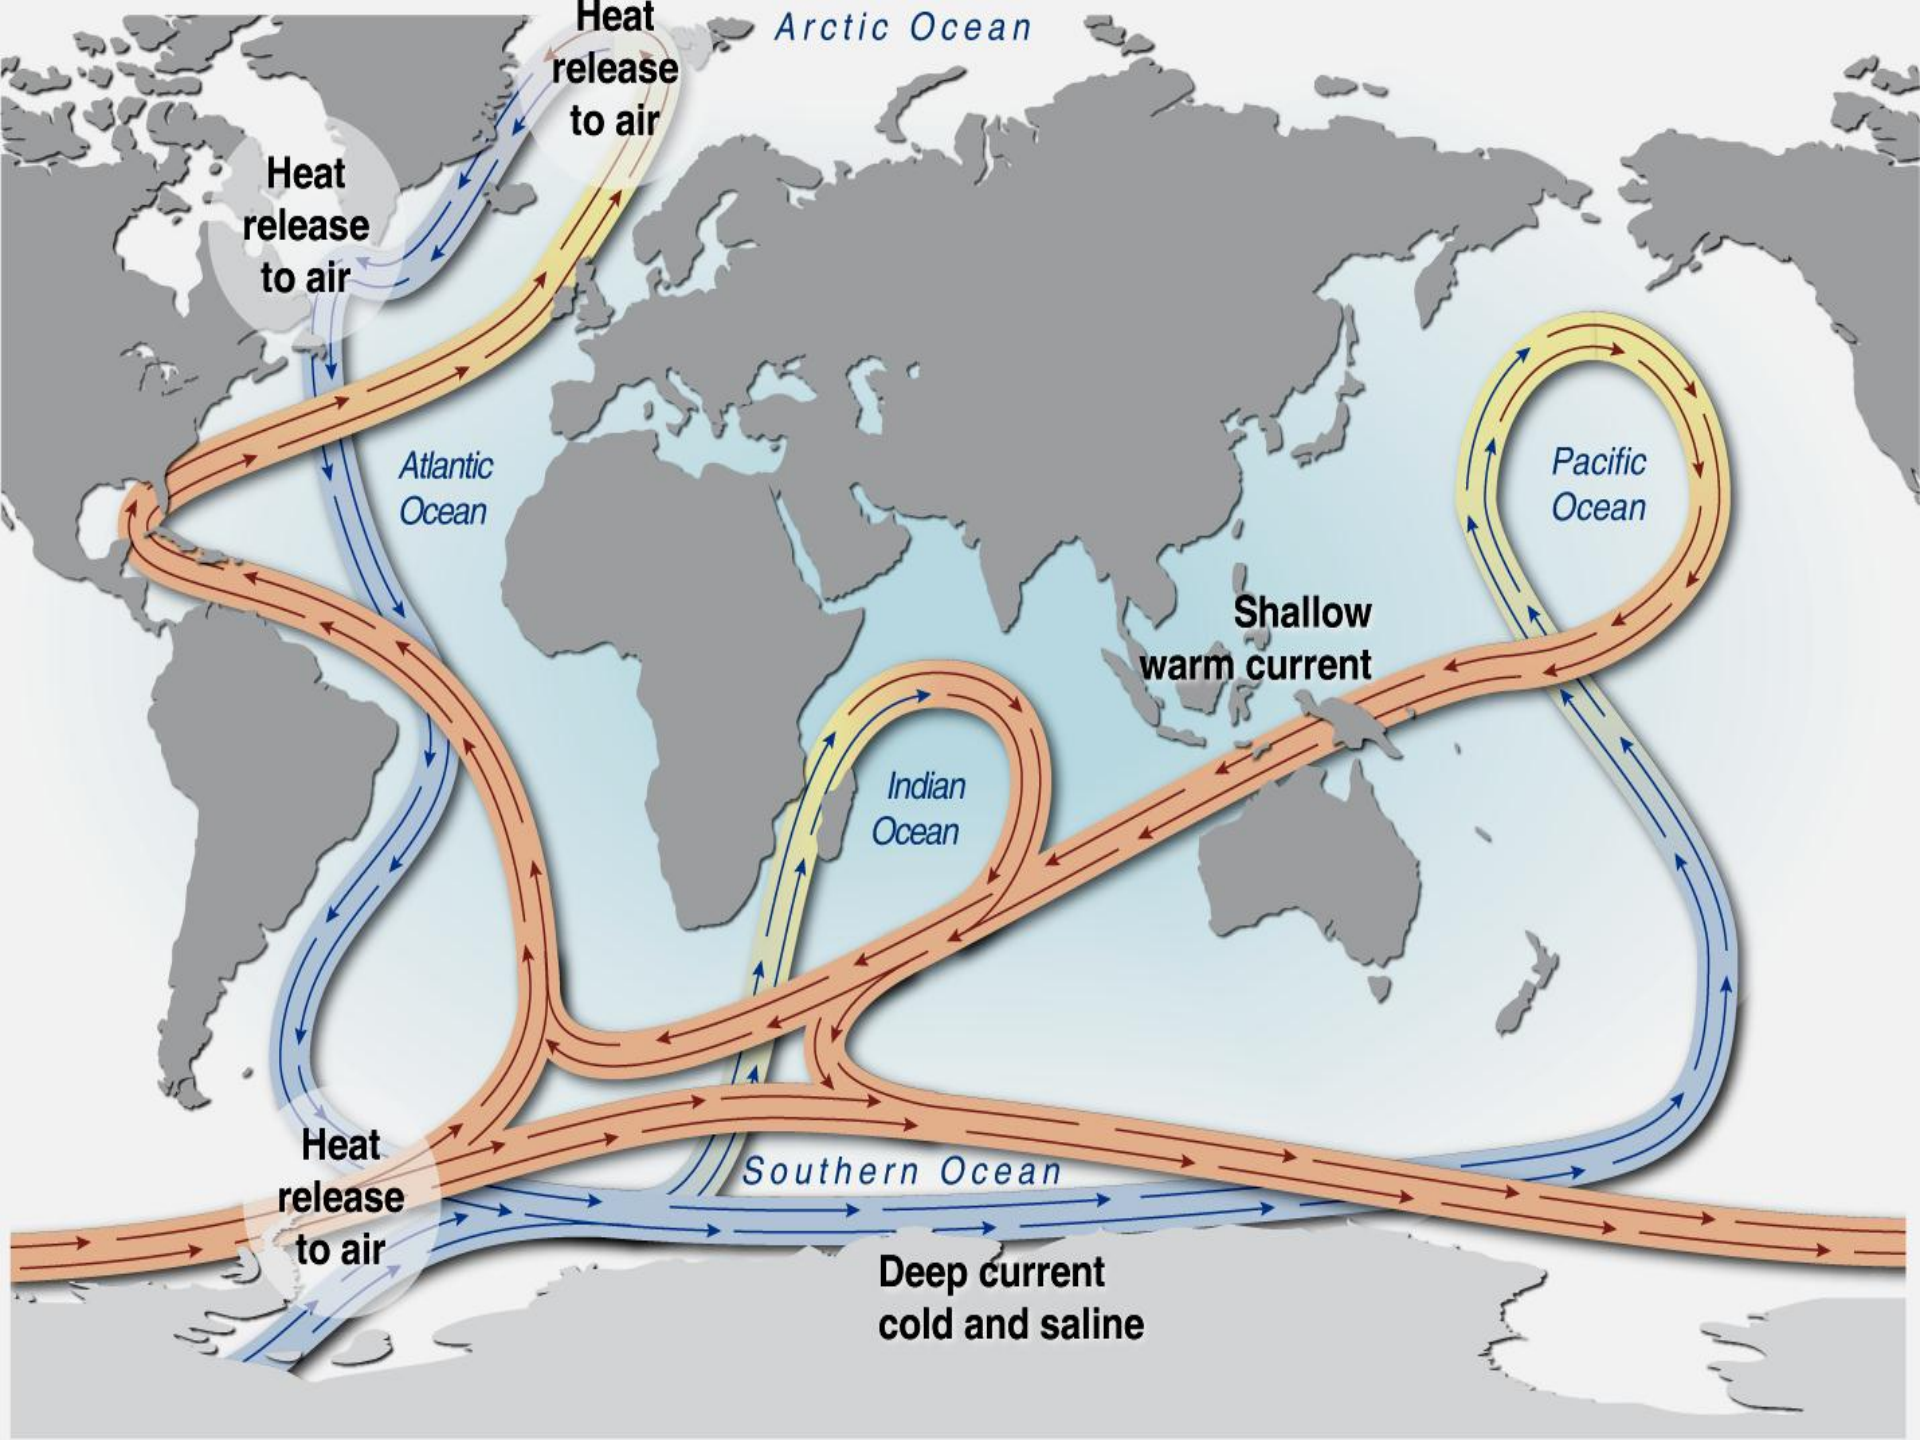 Heat
release
to air
Arctic Ocean
Heat
release
to air
Atlantic
Ocean
Pacific
Ocean
Shallow
warm current
Indian
Ocean
Heat
release
to air
Southern Ocean
Deep current
cold and saline